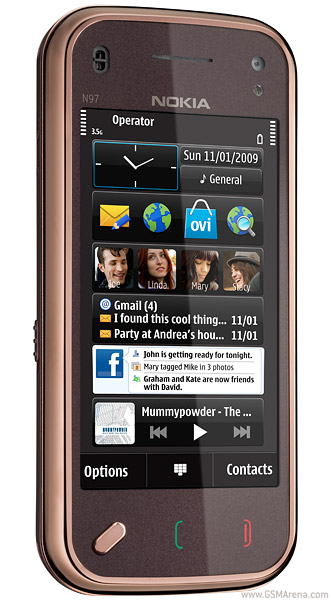 N97
NOKIA
3.5G
Operator
Sun 11/01/2009
♪ General
ovi
Joe
Linda
Mary
Stacy
@ Gmail (4)
I found this cool thing... 11/01
Party at Andrea's hou... 11/01
f
John is getting ready for tonight.
Mary tagged Mike in 3 photos
Graham and Kate are now friends
with David.
Mummypowder - The ...
Options
Contacts
www.GSMArena.com